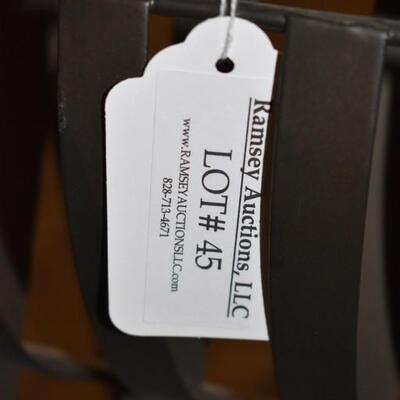 Ramsey Auctions, LLC
LOT# 45
www.RAMSEYAUCTIONSLLC.com
828-713-4671